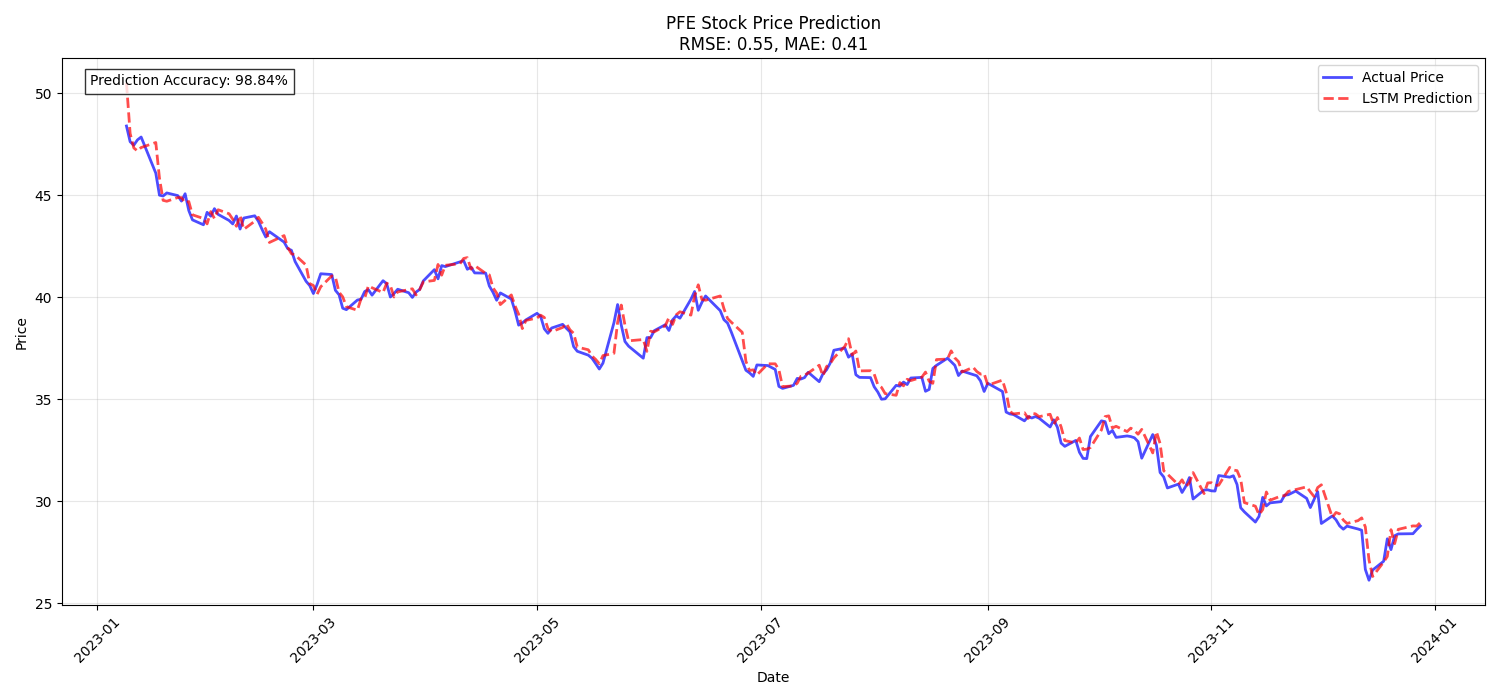 PFE Stock Price Prediction
RMSE: 0.55, MAE: 0.41
Prediction Accuracy: 98.84%
Actual Price
LSTM Prediction
Price
50
45
40
35
30
25
2023-01
2023-03
2023-05
2023-07
2023-09
2023-11
2024-01
Date